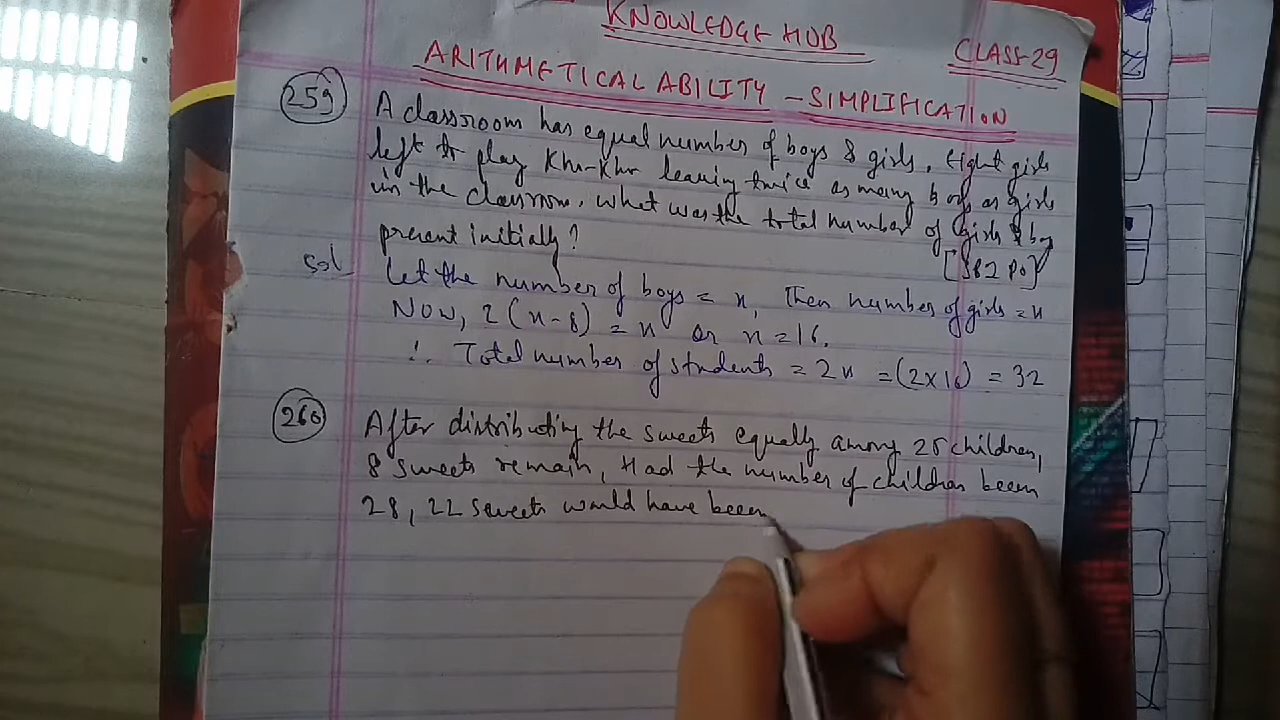 KNOWLEDGE HUB
CLASS-29
ARITHMETICAL ABILITY - SIMPLIFICATION
259 A classroom has equal number of boys & girls. Eight girls
left to play Kho-Kho leaving twice as many boys as girls
in the classroom. What was the total number of girls & boy
present initially? [SBI PO]
Sol Let the number of boys = x, Then number of girls = x
Now, 2(x-8) = x or x = 16.
∴ Total number of students = 2x = (2x16) = 32
260 After distributing the sweets equally among 25 children,
8 sweets remain, Had the number of children been
28, 22 sweets would have been